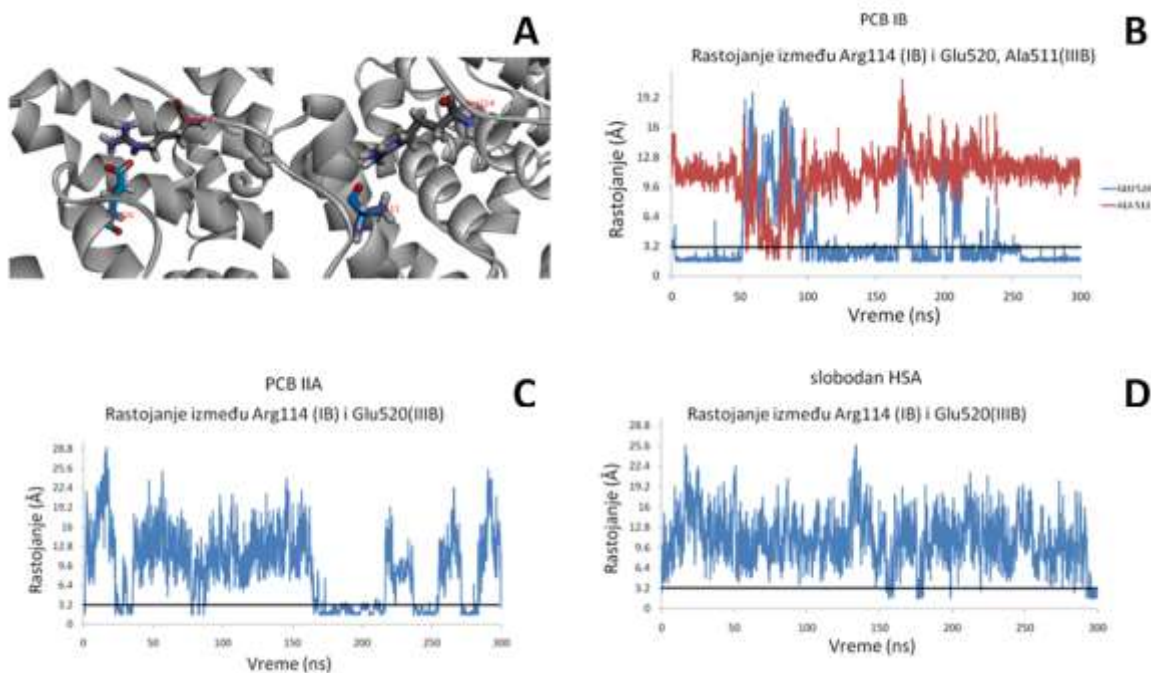 A
PCB IB
B
Rastojanje između Arg114 (IB) i Glu520, Ala511(IIIB)
Rastojanje (Å)
19.2
16
12.8
9.6
6.4
3.2
0
0 50 100 150 200 250 300
Vreme (ns)
PCB IIA
C
Rastojanje između Arg114 (IB) i Glu520(IIIB)
Rastojanje (Å)
28.8
25.6
22.4
19.2
16
12.8
9.6
6.4
3.2
0
0 50 100 150 200 250 300
Vreme (ns)
slobodan HSA
D
Rastojanje između Arg114 (IB) i Glu520(IIIB)
Rastojanje (Å)
28.8
25.6
22.4
19.2
16
12.8
9.6
6.4
3.2
0
0 50 100 150 200 250 300
Vreme (ns)